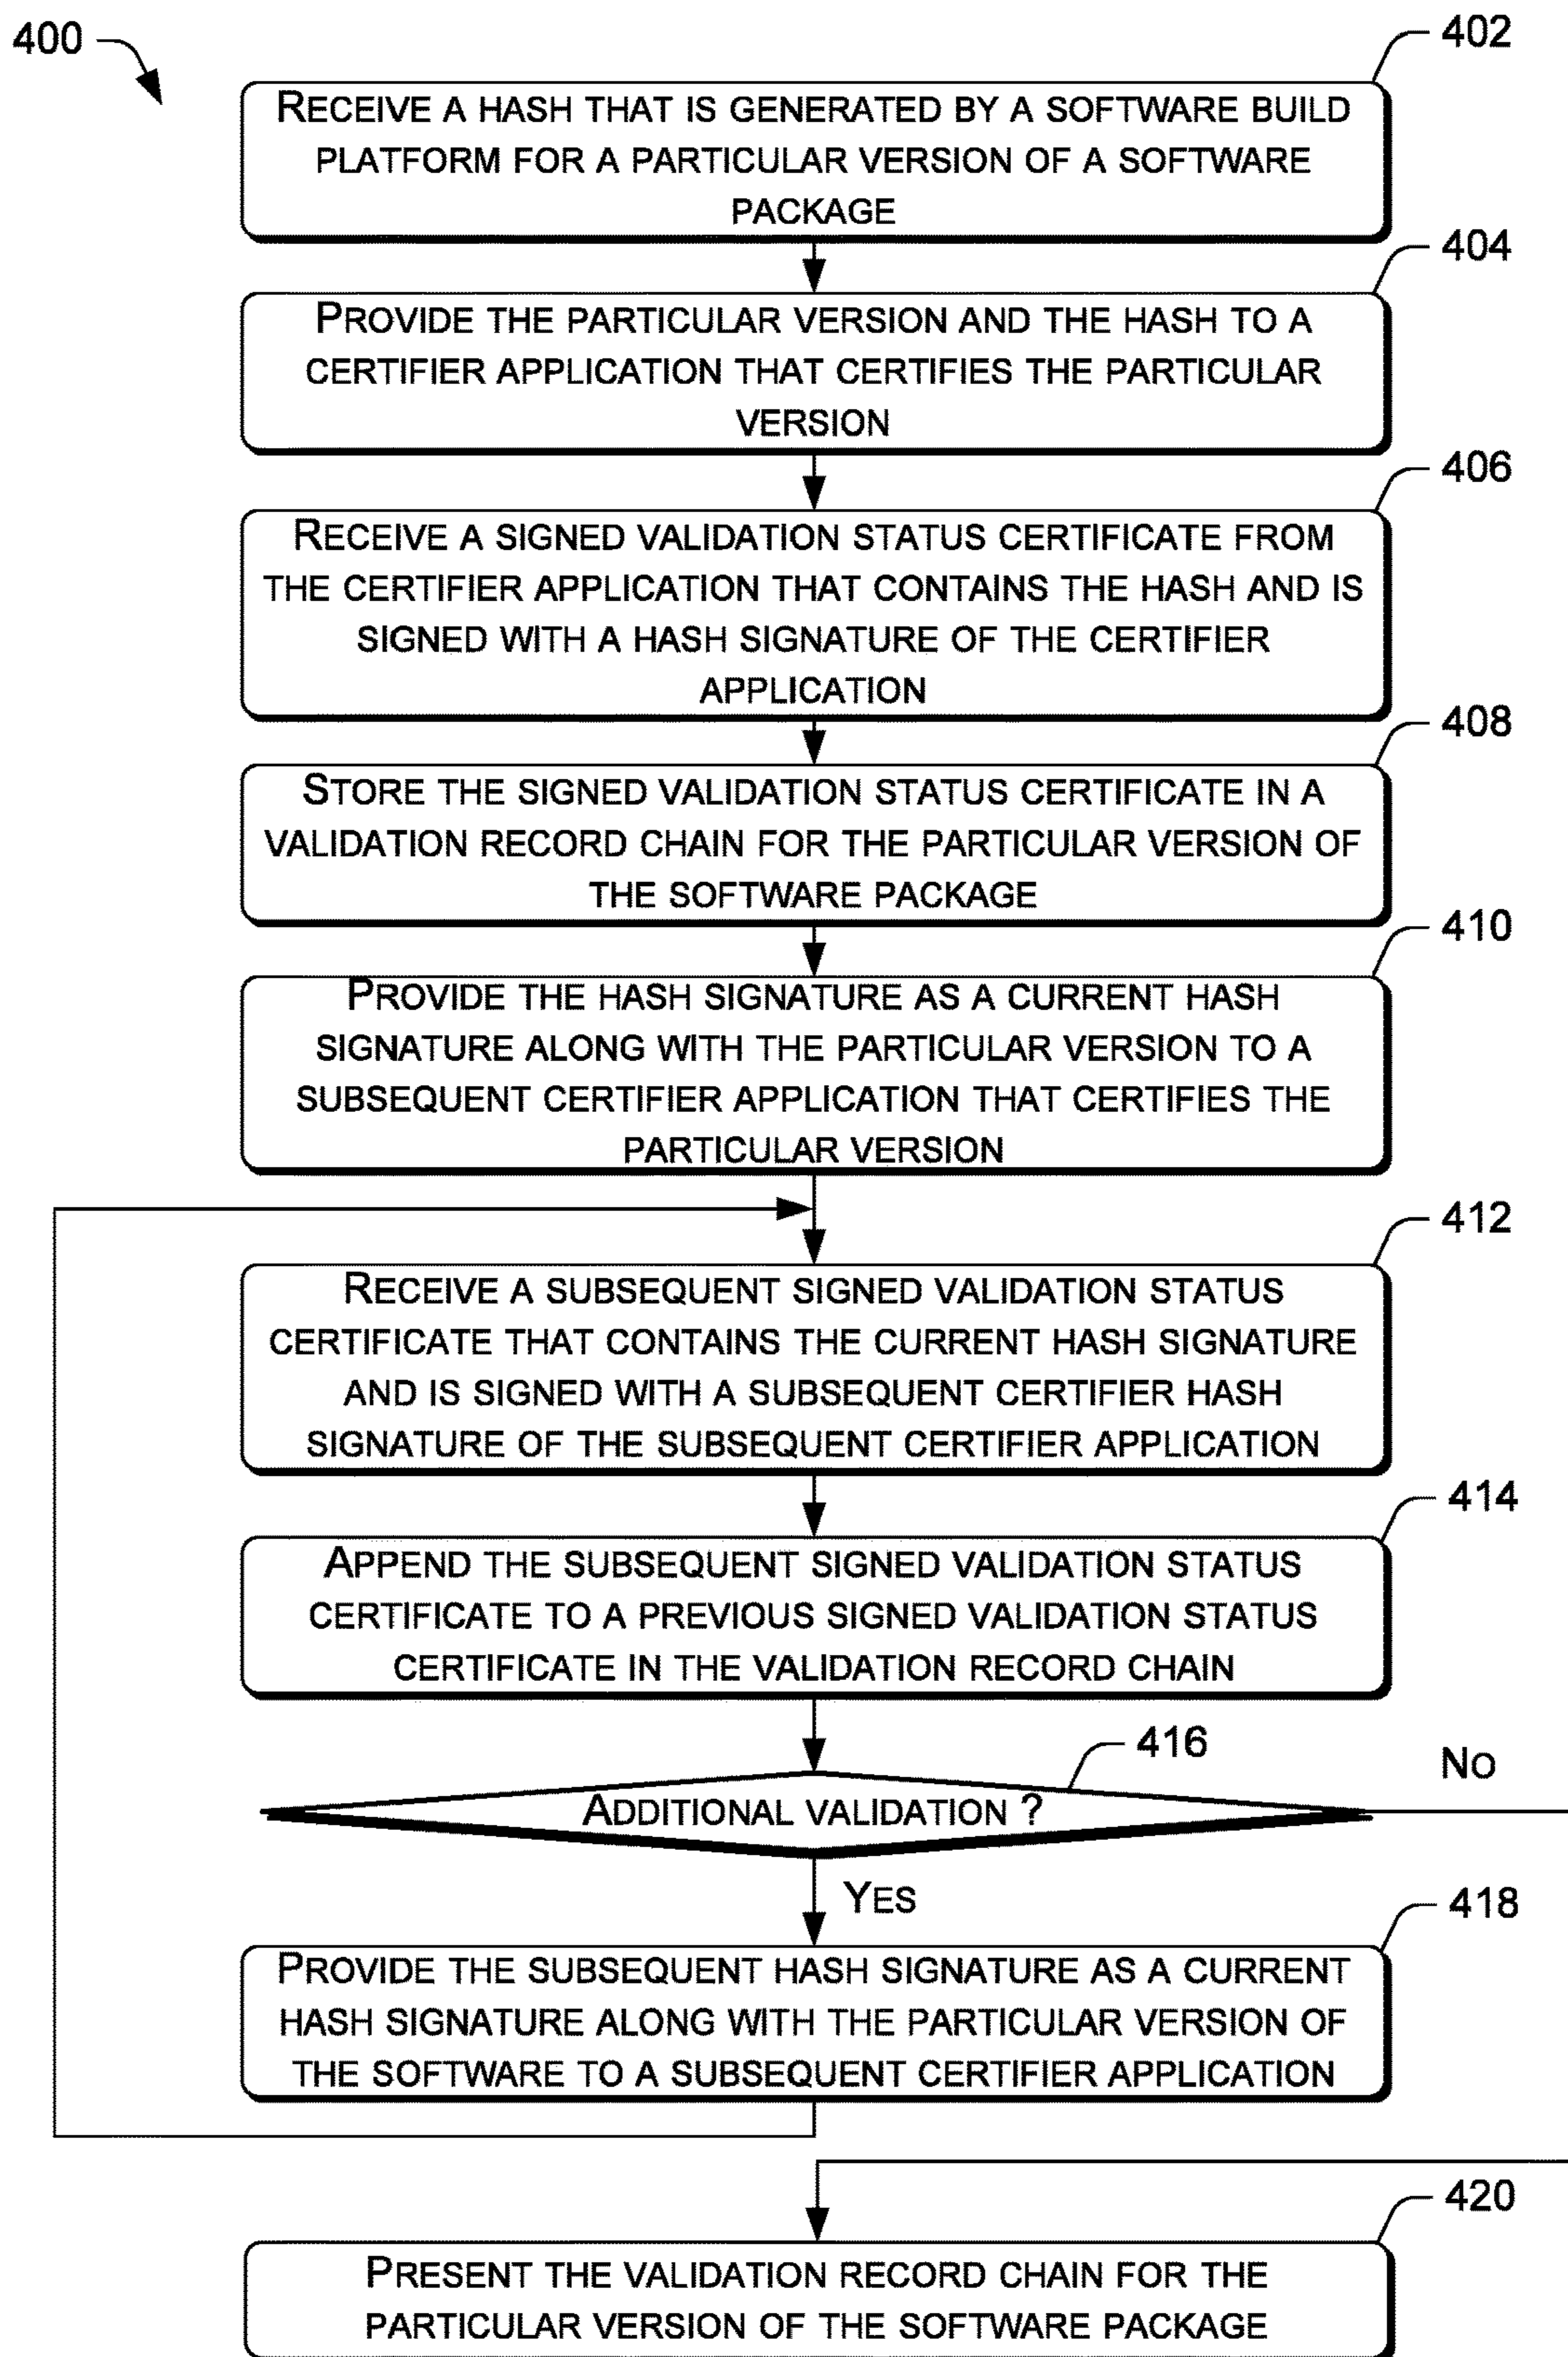 400
402
RECEIVE A HASH THAT IS GENERATED BY A SOFTWARE BUILD
PLATFORM FOR A PARTICULAR VERSION OF A SOFTWARE
PACKAGE
404
PROVIDE THE PARTICULAR VERSION AND THE HASH TO A
CERTIFIER APPLICATION THAT CERTIFIES THE PARTICULAR
VERSION
406
RECEIVE A SIGNED VALIDATION STATUS CERTIFICATE FROM
THE CERTIFIER APPLICATION THAT CONTAINS THE HASH AND IS
SIGNED WITH A HASH SIGNATURE OF THE CERTIFIER
APPLICATION
408
STORE THE SIGNED VALIDATION STATUS CERTIFICATE IN A
VALIDATION RECORD CHAIN FOR THE PARTICULAR VERSION OF
THE SOFTWARE PACKAGE
410
PROVIDE THE HASH SIGNATURE AS A CURRENT HASH
SIGNATURE ALONG WITH THE PARTICULAR VERSION TO A
SUBSEQUENT CERTIFIER APPLICATION THAT CERTIFIES THE
PARTICULAR VERSION
412
RECEIVE A SUBSEQUENT SIGNED VALIDATION STATUS
CERTIFICATE THAT CONTAINS THE CURRENT HASH SIGNATURE
AND IS SIGNED WITH A SUBSEQUENT CERTIFIER HASH
SIGNATURE OF THE SUBSEQUENT CERTIFIER APPLICATION
414
APPEND THE SUBSEQUENT SIGNED VALIDATION STATUS
CERTIFICATE TO A PREVIOUS SIGNED VALIDATION STATUS
CERTIFICATE IN THE VALIDATION RECORD CHAIN
416
NO
ADDITIONAL VALIDATION ?
YES
418
PROVIDE THE SUBSEQUENT HASH SIGNATURE AS A CURRENT
HASH SIGNATURE ALONG WITH THE PARTICULAR VERSION OF
THE SOFTWARE TO A SUBSEQUENT CERTIFIER APPLICATION
420
PRESENT THE VALIDATION RECORD CHAIN FOR THE
PARTICULAR VERSION OF THE SOFTWARE PACKAGE